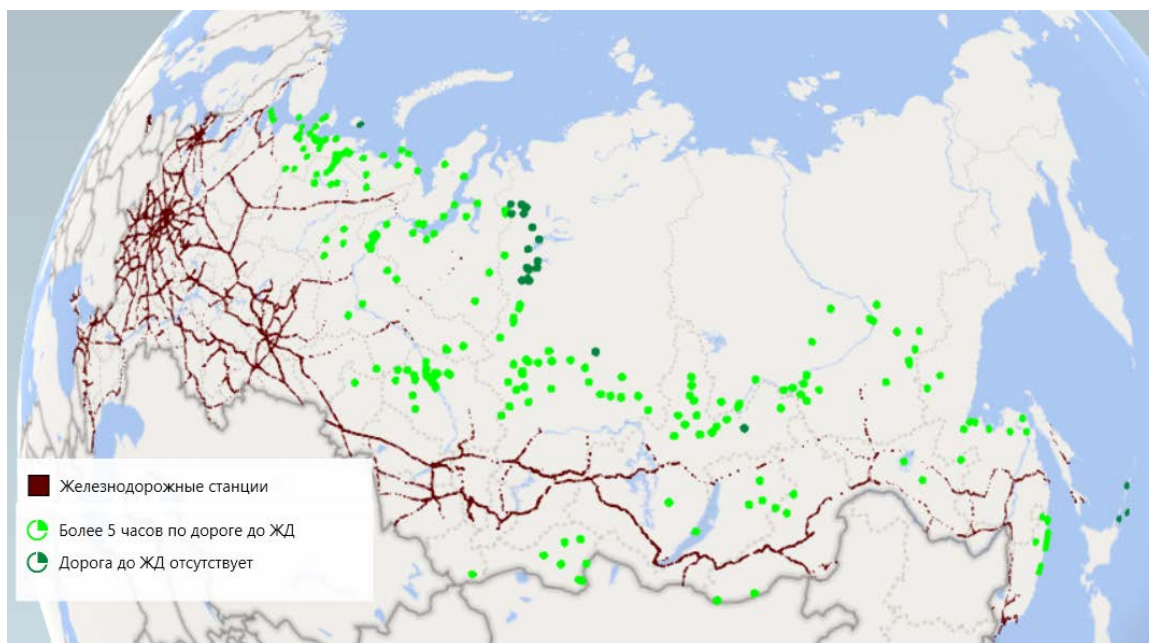 Железнодорожные станции
Более 5 часов по дороге до ЖД
Дорога до ЖД отсутствует